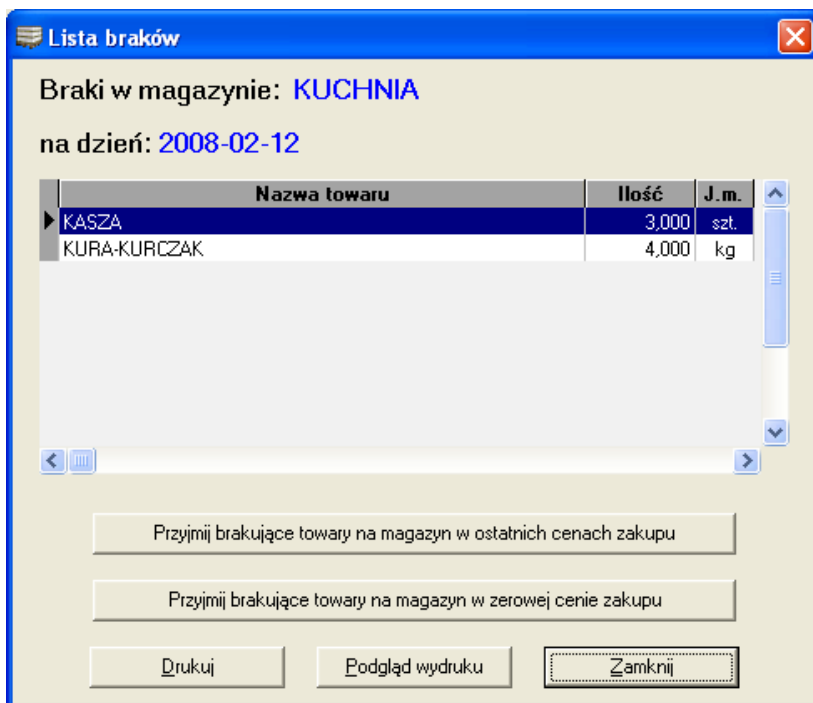 Lista braków
Braki w magazynie: KUCHNIA
na dzień: 2008-02-12
Nazwa towaru Ilość J.m.
KASZA 3,000 szt.
KURA-KURCZAK 4,000 kg
Przyjmij brakujące towary na magazyn w ostatnich cenach zakupu
Przyjmij brakujące towary na magazyn w zerowej cenie zakupu
Drukuj Podgląd wydruku Zamknij